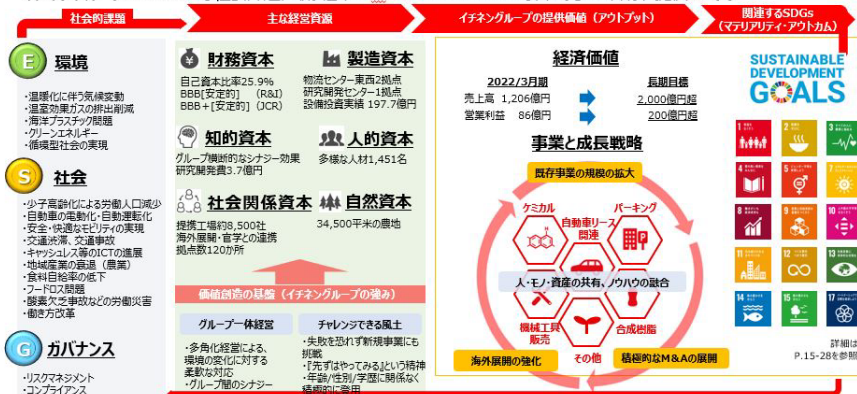 社会的課題
主な経営資源
イチネングループの提供価値（アウトプット）
関連するSDGs
（マテリアリティ・アウトカム）
E 環境
・温暖化に伴う気候変動
・温室効果ガスの排出削減
・海洋プラスチック問題
・クリーンエネルギー
・循環型社会の実現
S 社会
・少子高齢化による労働人口減少
・自動車の電動化・自動運転化
・安全・快適なモビリティの実現
・交通渋滞、交通事故
・キャッシュレス等のICTの進展
・地域産業の衰退（農業）
・食料自給率の低下
・フードロス問題
・酸素欠乏事故などの労働災害
・働き方改革
G ガバナンス
・リスクマネジメント
・コンプライアンス
財務資本
自己資本比率25.9%
BBB[安定的] (R&I)
BBB+[安定的] (JCR)
製造資本
物流センター東西2拠点
研究開発センター1拠点
設備投資実績 197.7億円
知的資本
グループ横断的なシナジー効果
研究開発費3.7億円
人的資本
多様な人材1,451名
社会関係資本
提携工場約8,500社
海外展開・官学との連携
拠点数120か所
自然資本
34,500平米の農地
価値創造の基盤（イチネングループの強み）
グループ一体経営
・多角化経営による、
環境の変化に対する
柔軟な対応
・グループ間のシナジー
チャレンジできる風土
・失敗を恐れず新規事業にも
挑戦
・『先ずはやってみる』という精神
・年齢/性別/学歴に関係なく
積極的に登用
経済価値
2022/3月期
長期目標
売上高 1,206億円
2,000億円超
営業利益 86億円
200億円超
事業と成長戦略
既存事業の規模の拡大
ケミカル
自動車リース
関連
パーキング
人・モノ・資産の共有、ノウハウの融合
機械工具
販売
その他
合成樹脂
海外展開の強化
積極的なM&Aの展開
SUSTAINABLE
DEVELOPMENT
GOALS
1
2
3
4
5
7
8
9
10
11
12
13
14
15
17
詳細は
P.15-28を参照